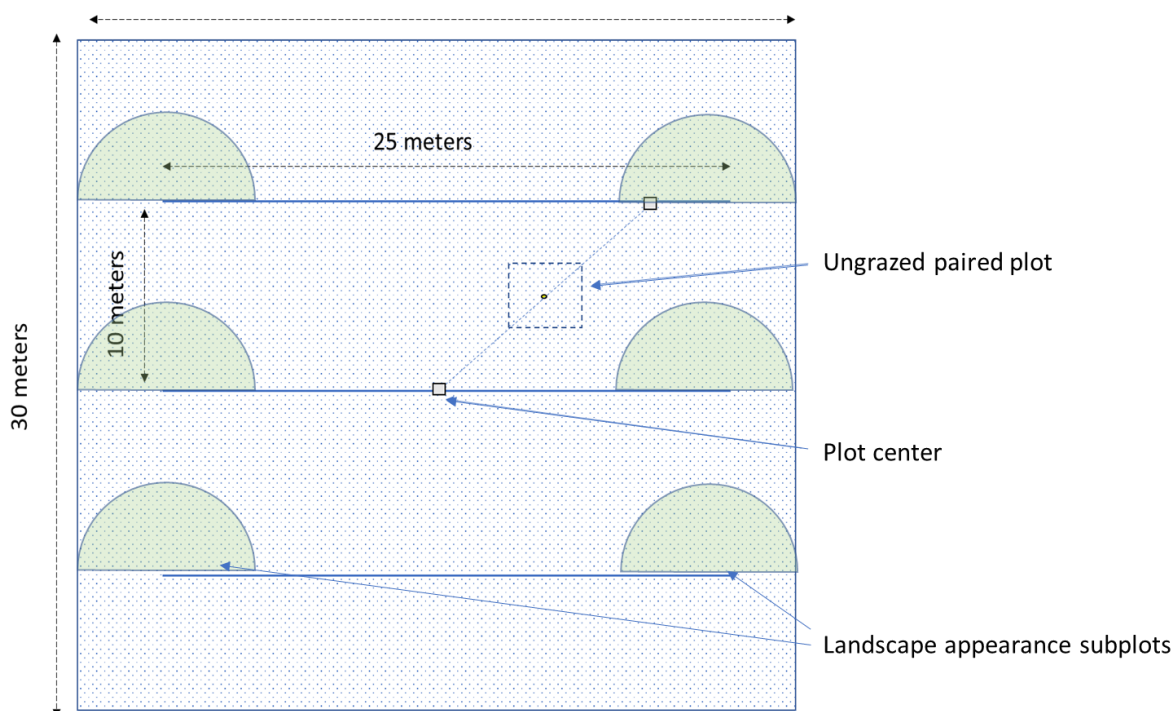 25 meters
10 meters
30 meters
Ungrazed paired plot
Plot center
Landscape appearance subplots